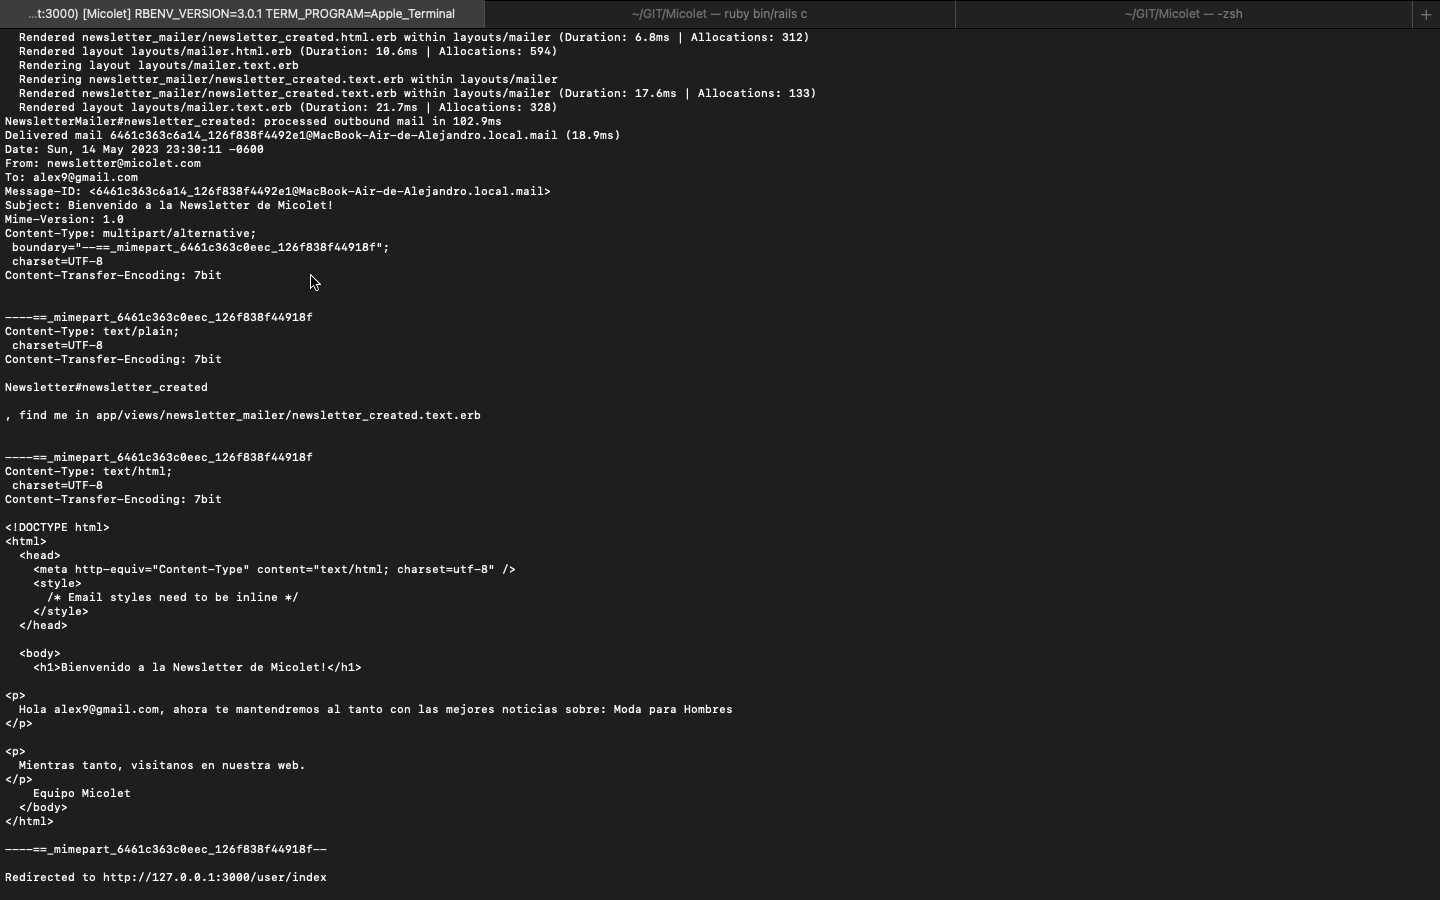 ...t:3000) [Micolet] RBENV_VERSION=3.0.1 TERM_PROGRAM=Apple_Terminal
~/GIT/Micolet — ruby bin/rails c
~/GIT/Micolet — -zsh
+
Rendered newsletter_mailer/newsletter_created.html.erb within layouts/mailer (Duration: 6.8ms | Allocations: 312)
Rendered layout layouts/mailer.html.erb (Duration: 10.6ms | Allocations: 594)
Rendering layout layouts/mailer.text.erb
Rendering newsletter_mailer/newsletter_created.text.erb within layouts/mailer
Rendered newsletter_mailer/newsletter_created.text.erb within layouts/mailer (Duration: 17.6ms | Allocations: 133)
Rendered layout layouts/mailer.text.erb (Duration: 21.7ms | Allocations: 328)
NewsletterMailer#newsletter_created: processed outbound mail in 102.9ms
Delivered mail 6461c363c6a14_126f838f4492e1@MacBook-Air-de-Alejandro.local.mail (18.9ms)
Date: Sun, 14 May 2023 23:30:11 -0600
From: newsletter@micolet.com
To: alex9@gmail.com
Message-ID: <6461c363c6a14_126f838f4492e1@MacBook-Air-de-Alejandro.local.mail>
Subject: Bienvenido a la Newsletter de Micolet!
Mime-Version: 1.0
Content-Type: multipart/alternative;
boundary="--==_mimepart_6461c363c0eec_126f838f44918f";
charset=UTF-8
Content-Transfer-Encoding: 7bit
----==_mimepart_6461c363c0eec_126f838f44918f
Content-Type: text/plain;
charset=UTF-8
Content-Transfer-Encoding: 7bit
Newsletter#newsletter_created
, find me in app/views/newsletter_mailer/newsletter_created.text.erb
----==_mimepart_6461c363c0eec_126f838f44918f
Content-Type: text/html;
charset=UTF-8
Content-Transfer-Encoding: 7bit
<!DOCTYPE html>
<html>
<head>
<meta http-equiv="Content-Type" content="text/html; charset=utf-8" />
<style>
/* Email styles need to be inline */
</style>
</head>
<body>
<h1>Bienvenido a la Newsletter de Micolet!</h1>
<p>
Hola alex9@gmail.com, ahora te mantendremos al tanto con las mejores noticias sobre: Moda para Hombres
</p>
<p>
Mientras tanto, visitanos en nuestra web.
</p>
Equipo Micolet
</body>
</html>
----==_mimepart_6461c363c0eec_126f838f44918f--
Redirected to http://127.0.0.1:3000/user/index